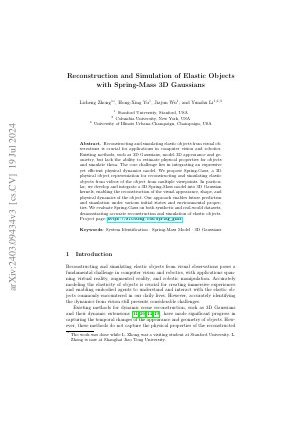 Reconstruction and Simulation of Elastic Objects
with Spring-Mass 3D Gaussians
Licheng Zhong¹*, Hong-Xing Yu¹, Jiajun Wu¹, and Yunzhu Li¹,²,³
¹ Stanford University, Stanford, USA
² Columbia University, New York, USA
³ University of Illinois Urbana-Champaign, Champaign, USA
Abstract. Reconstructing and simulating elastic objects from visual observations
is crucial for applications in computer vision and robotics.
Existing methods, such as 3D Gaussians, model 3D appearance and geometry,
but lack the ability to estimate physical properties for objects
and simulate them. The core challenge lies in integrating an expressive
yet efficient physical dynamics model. We propose Spring-Gaus, a 3D
physical object representation for reconstructing and simulating elastic
objects from videos of the object from multiple viewpoints. In particular,
we develop and integrate a 3D Spring-Mass model into 3D Gaussian
kernels, enabling the reconstruction of the visual appearance, shape, and
physical dynamics of the object. Our approach enables future prediction
and simulation under various initial states and environmental properties.
We evaluate Spring-Gaus on both synthetic and real-world datasets,
demonstrating accurate reconstruction and simulation of elastic objects.
Project page:
Keywords: System Identification · Spring-Mass Model · 3D Gaussians
1 Introduction
Reconstructing and simulating elastic objects from visual observations poses a
fundamental challenge in computer vision and robotics, with applications spanning
virtual reality, augmented reality, and robotic manipulation. Accurately
modeling the elasticity of objects is crucial for creating immersive experiences
and enabling embodied agents to understand and interact with the elastic objects
commonly encountered in our daily lives. However, accurately identifying
the dynamics from vision still presents considerable challenges.
Existing methods for dynamic scene reconstruction, such as 3D Gaussians
and their dynamic extensions, have made significant progress in
capturing the temporal changes of the appearance and geometry of objects. However,
these methods do not capture the physical properties of the reconstructed
* The work was done while L. Zhong was a visiting student at Stanford University. L.
Zhong is now at Shanghai Jiao Tong University.
arXiv:2403.09434v3 [cs.CV] 19 Jul 2024